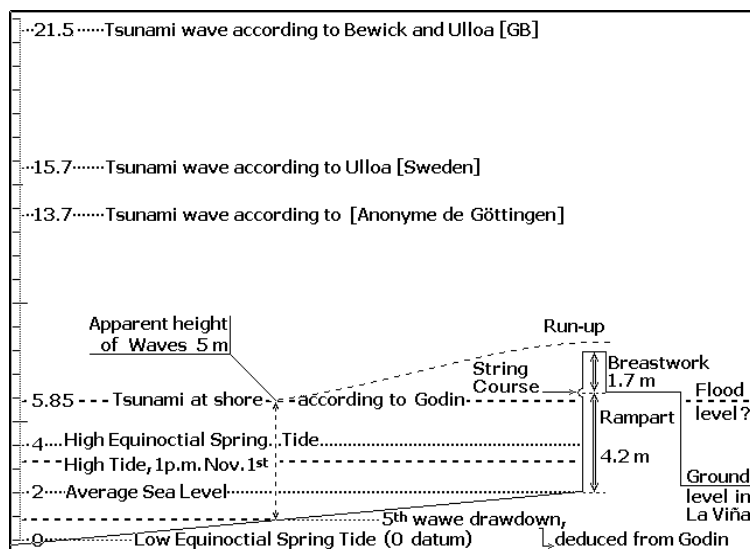 21.5 Tsunami wave according to Bewick and Ulloa [GB]
15.7 Tsunami wave according to Ulloa [Sweden]
13.7 Tsunami wave according to [Anonyme de Göttingen]
Apparent height
of Waves 5 m
Run-up
String
Course
Breastwork
1.7 m
5.85 Tsunami at shore according to Godin
Flood
level?
Rampart
4 High Equinoctial Spring Tide
High Tide, 1p.m. Nov. 1st
4.2 m
2 Average Sea Level
Ground
level in
La Viña
5th wawe drawdown,
deduced from Godin
0 Low Equinoctial Spring Tide (0 datum)